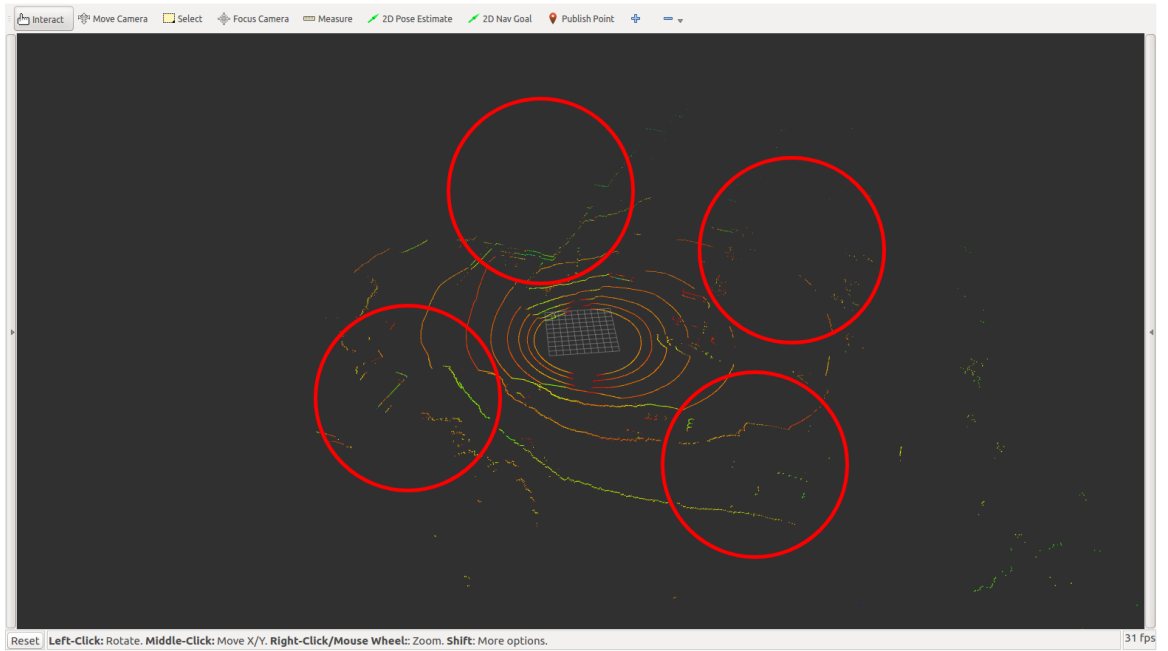 Interact Move Camera Select Focus Camera Measure 2D Pose Estimate 2D Nav Goal Publish Point
Reset Left-Click: Rotate. Middle-Click: Move X/Y. Right-Click/Mouse Wheel:: Zoom. Shift: More options. 31 fps